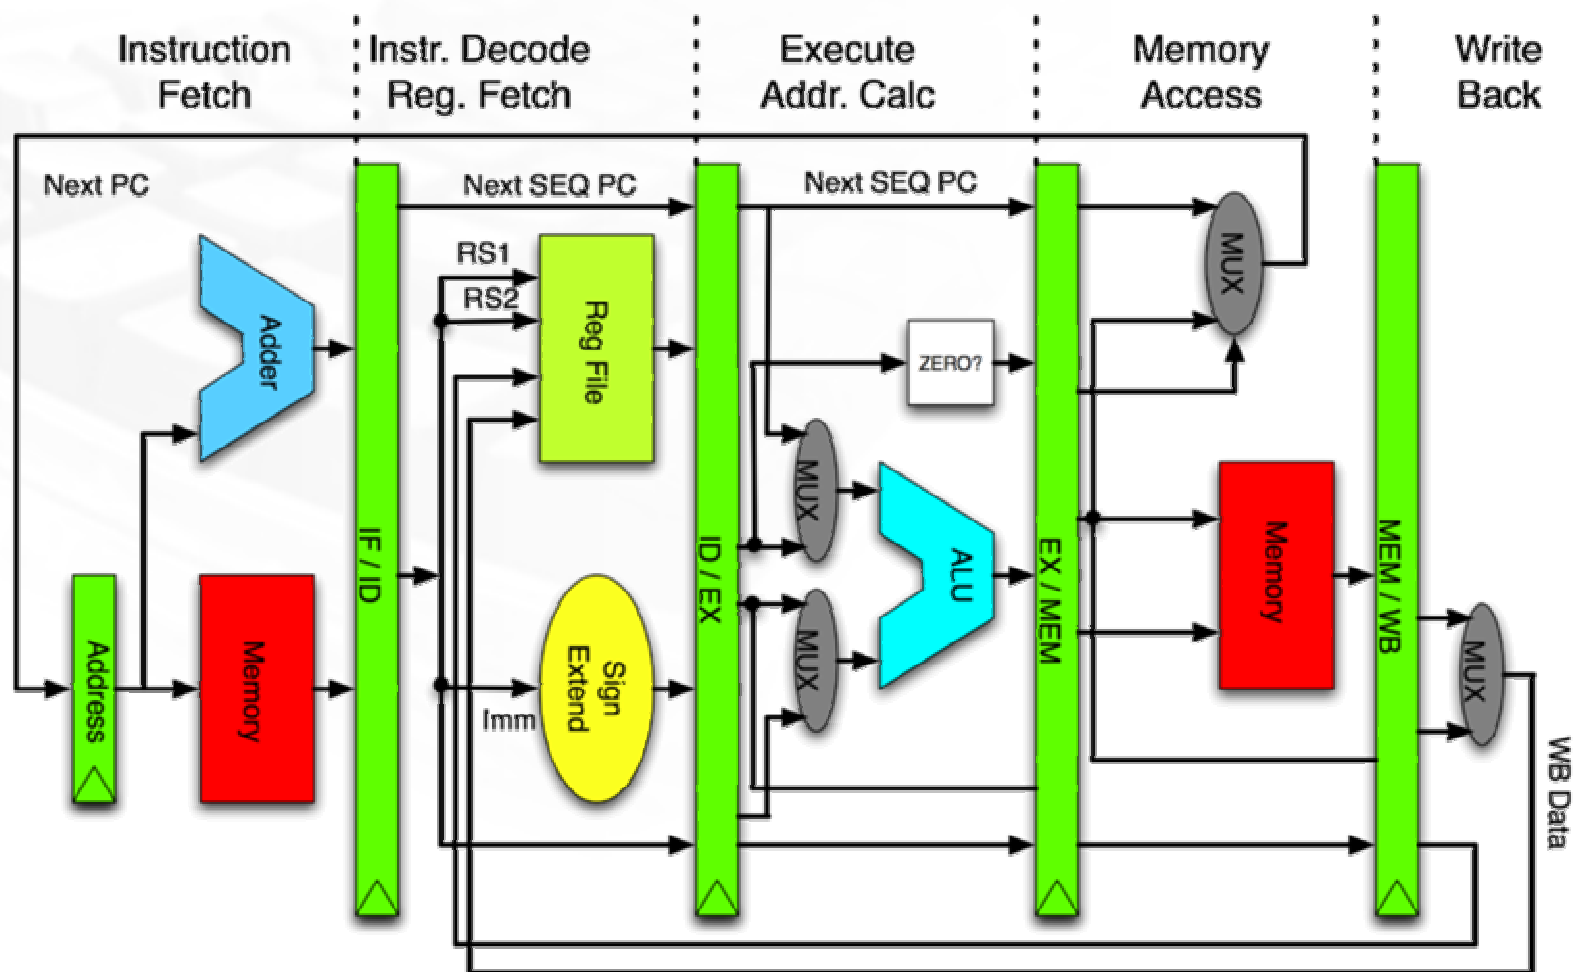 Instruction
Fetch
Instr. Decode
Reg. Fetch
Execute
Addr. Calc
Memory
Access
Write
Back
Next PC
Next SEQ PC
Next SEQ PC
RS1
RS2
Adder
Reg File
ZERO?
MUX
MUX
MUX
MUX
ALU
Address
Memory
IF / ID
Sign
Extend
Imm
ID / EX
EX / MEM
Memory
MEM / WB
WB Data